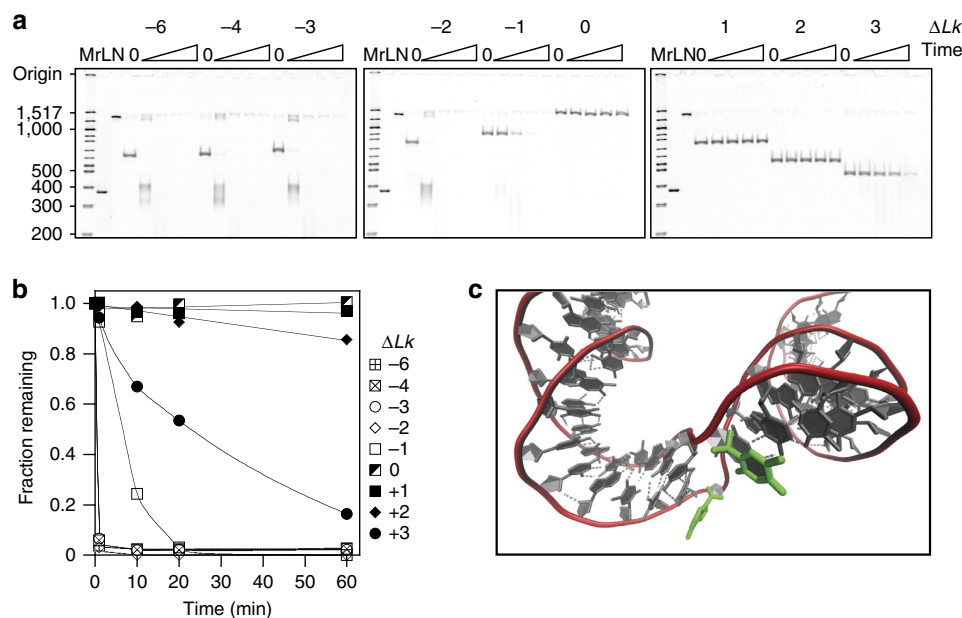 a
−6 −4 −3 −2 −1 0 1 2 3 ΔLk
MrLN 0 0 0 MrLN 0 0 0 MrLN 0 0 0 Time
Origin
1,517
1,000
500
400
300
200
b
1.0
0.8
0.6
0.4
0.2
0
Fraction remaining
0 10 20 30 40 50 60
Time (min)
ΔLk
−6
−4
−3
−2
−1
0
+1
+2
+3
c